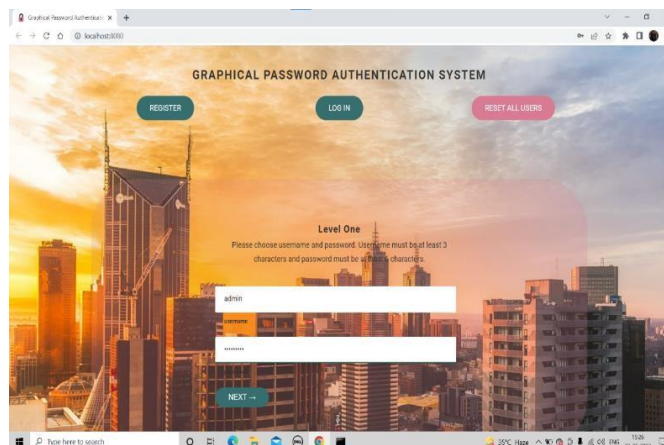 Graphical Password Authenticati
localhost:8080
GRAPHICAL PASSWORD AUTHENTICATION SYSTEM
REGISTER
LOG IN
RESET ALL USERS
Level One
Please choose username and password. Username must be at least 3
characters and password must be at least characters.
admin
username
NEXT →
Type here to search
35°C Haze
ENG
15:26